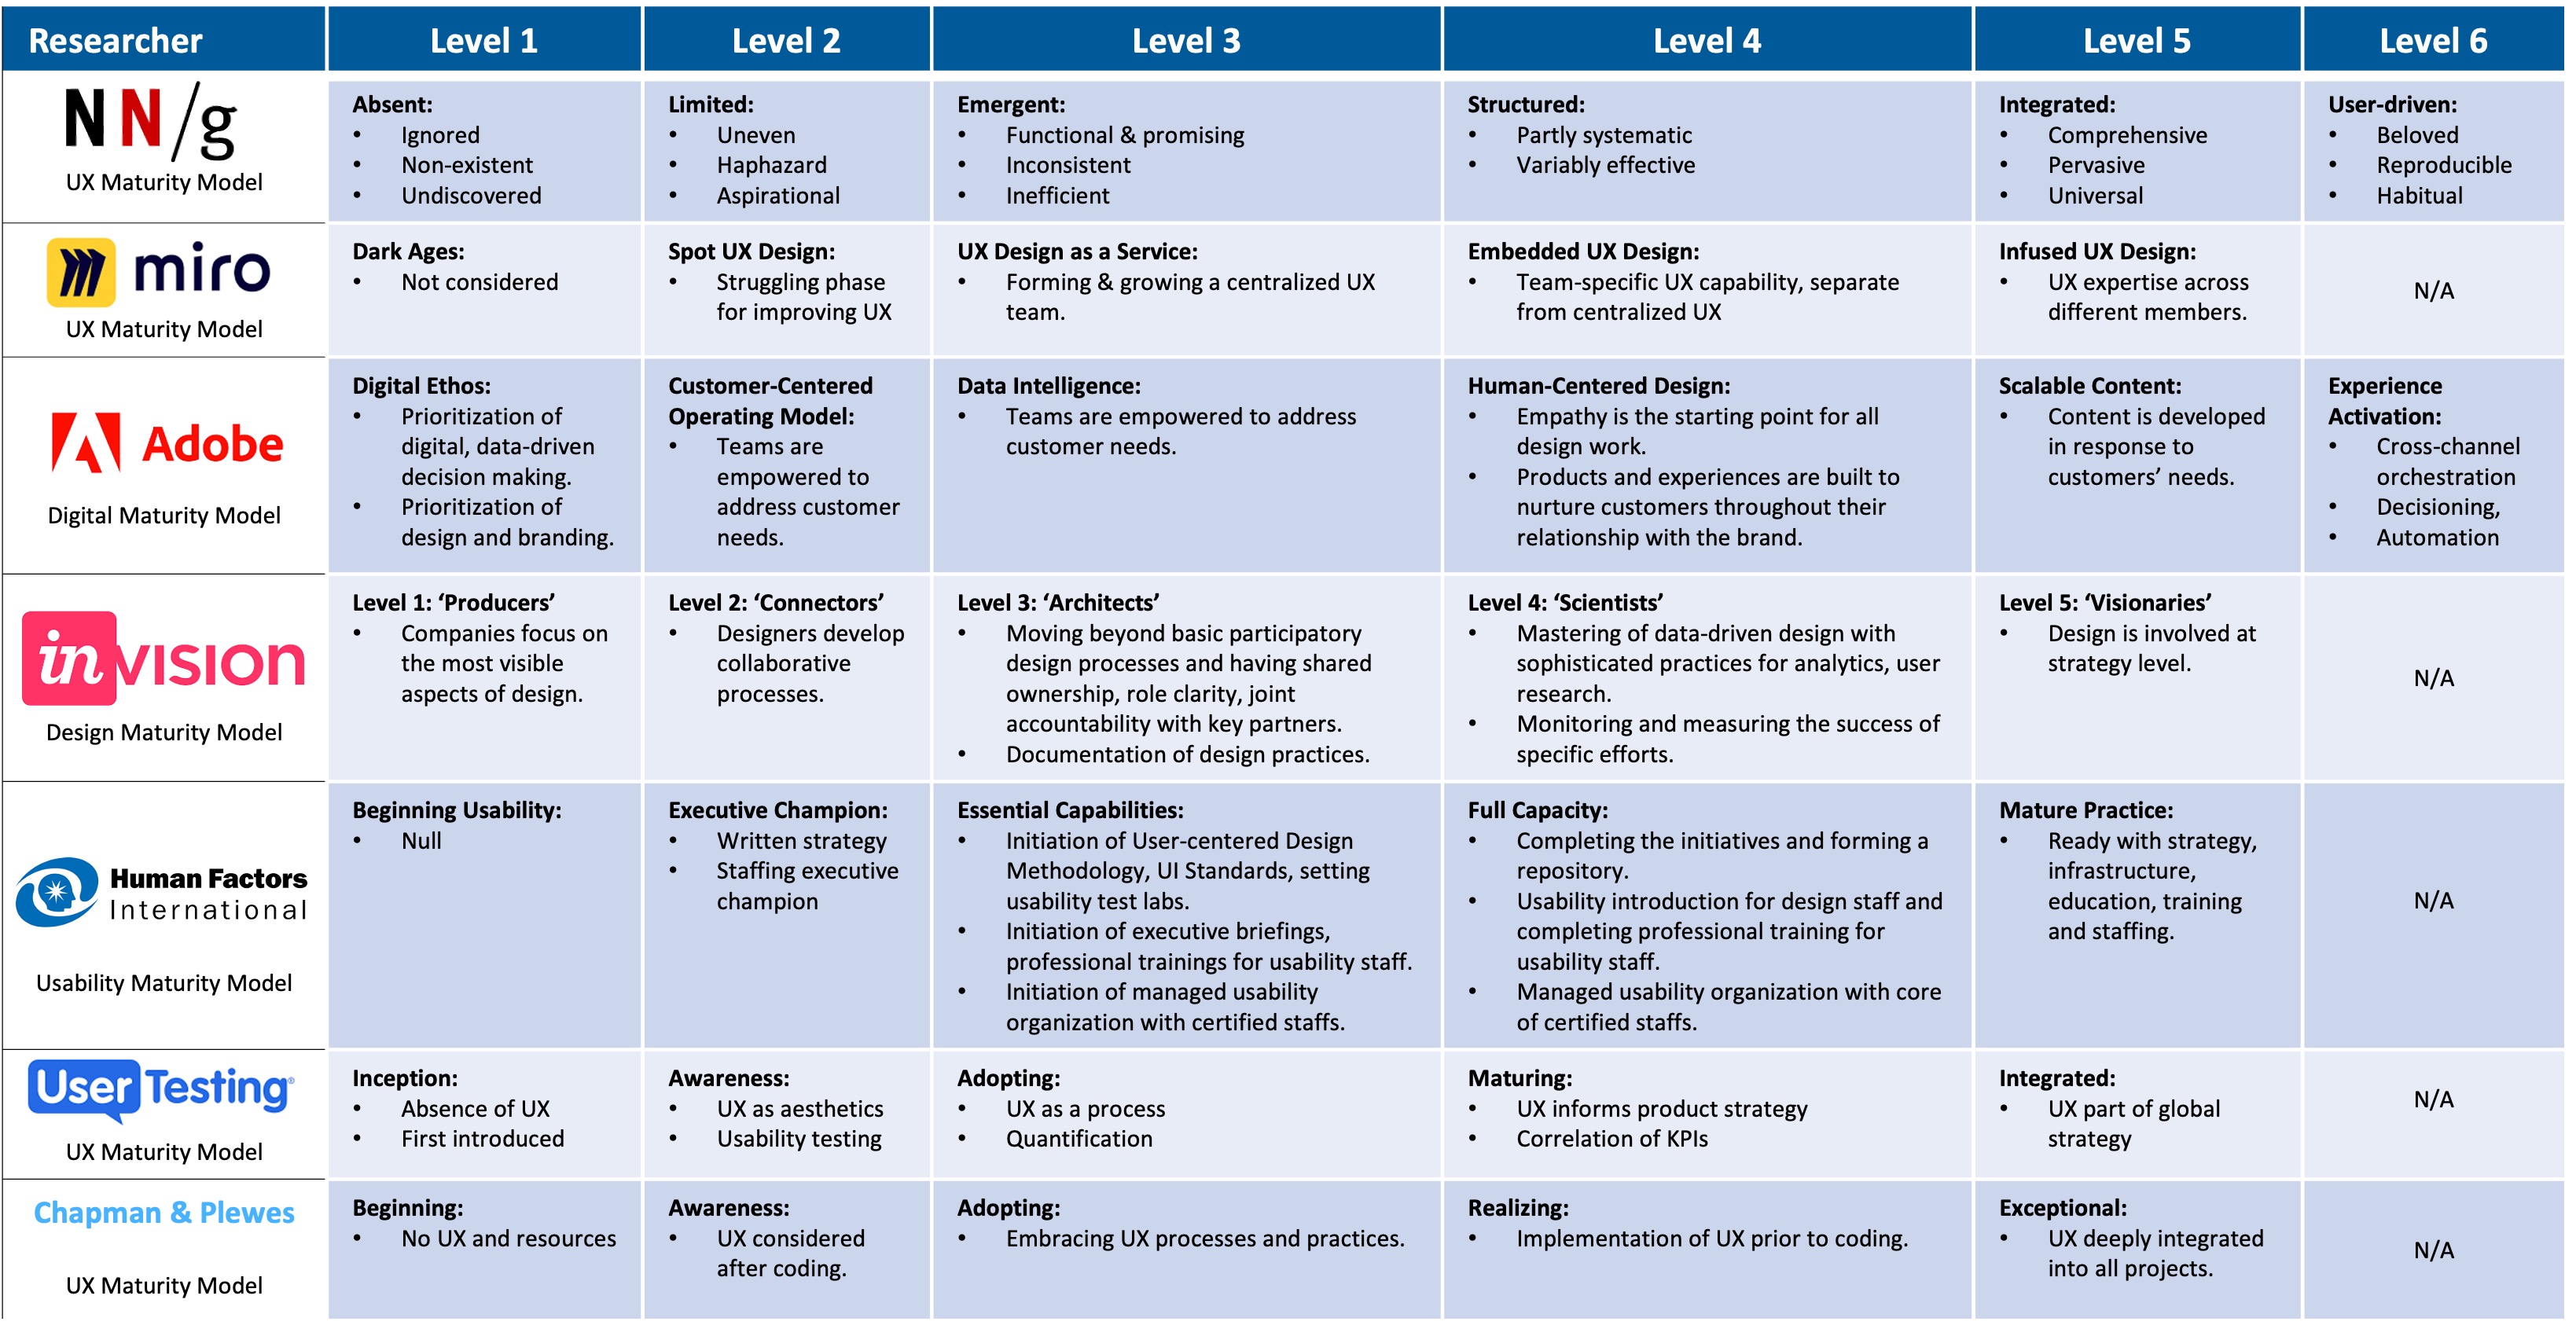 Researcher
Level 1
Level 2
Level 3
Level 4
Level 5
Level 6
NN/g
UX Maturity Model
Absent:
• Ignored
• Non-existent
• Undiscovered
Limited:
• Uneven
• Haphazard
• Aspirational
Emergent:
• Functional & promising
• Inconsistent
• Inefficient
Structured:
• Partly systematic
• Variably effective
Integrated:
• Comprehensive
• Pervasive
• Universal
User-driven:
• Beloved
• Reproducible
• Habitual
miro
UX Maturity Model
Dark Ages:
• Not considered
Spot UX Design:
• Struggling phase
for improving UX
UX Design as a Service:
• Forming & growing a centralized UX
team.
Embedded UX Design:
• Team-specific UX capability, separate
from centralized UX
Infused UX Design:
• UX expertise across
different members.
N/A
Adobe
Digital Maturity Model
Digital Ethos:
• Prioritization of
digital, data-driven
decision making.
• Prioritization of
design and branding.
Customer-Centered
Operating Model:
• Teams are
empowered to
address customer
needs.
Data Intelligence:
• Teams are empowered to address
customer needs.
Human-Centered Design:
• Empathy is the starting point for all
design work.
• Products and experiences are built to
nurture customers throughout their
relationship with the brand.
Scalable Content:
• Content is developed
in response to
customers’ needs.
Experience
Activation:
• Cross-channel
orchestration
• Decisioning,
• Automation
inVISION
Design Maturity Model
Level 1: ‘Producers’
• Companies focus on
the most visible
aspects of design.
Level 2: ‘Connectors’
• Designers develop
collaborative
processes.
Level 3: ‘Architects’
• Moving beyond basic participatory
design processes and having shared
ownership, role clarity, joint
accountability with key partners.
• Documentation of design practices.
Level 4: ‘Scientists’
• Mastering of data-driven design with
sophisticated practices for analytics, user
research.
• Monitoring and measuring the success of
specific efforts.
Level 5: ‘Visionaries’
• Design is involved at
strategy level.
N/A
Human Factors
International
Usability Maturity Model
Beginning Usability:
• Null
Executive Champion:
• Written strategy
• Staffing executive
champion
Essential Capabilities:
• Initiation of User-centered Design
Methodology, UI Standards, setting
usability test labs.
• Initiation of executive briefings,
professional trainings for usability staff.
• Initiation of managed usability
organization with certified staffs.
Full Capacity:
• Completing the initiatives and forming a
repository.
• Usability introduction for design staff and
completing professional training for
usability staff.
• Managed usability organization with core
of certified staffs.
Mature Practice:
• Ready with strategy,
infrastructure,
education, training
and staffing.
N/A
UserTesting®
UX Maturity Model
Inception:
• Absence of UX
• First introduced
Awareness:
• UX as aesthetics
• Usability testing
Adopting:
• UX as a process
• Quantification
Maturing:
• UX informs product strategy
• Correlation of KPIs
Integrated:
• UX part of global
strategy
N/A
Chapman & Plewes
UX Maturity Model
Beginning:
• No UX and resources
Awareness:
• UX considered
after coding.
Adopting:
• Embracing UX processes and practices.
Realizing:
• Implementation of UX prior to coding.
Exceptional:
• UX deeply integrated
into all projects.
N/A